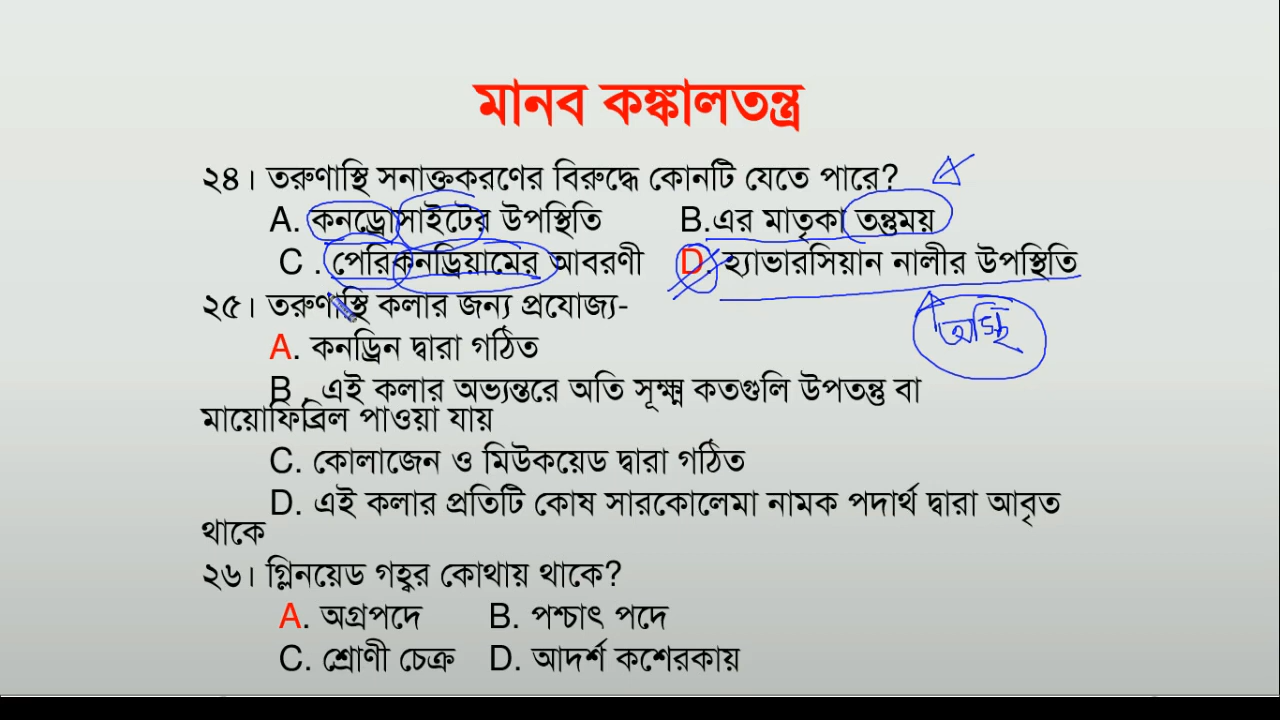 মানব কঙ্কালতন্ত্র
২৪। তরুণাস্থি সনাক্তকরণের বিরুদ্ধে কোনটি যেতে পারে?
A. কনড্রোসাইটের উপস্থিতি B.এর মাতৃকা তন্তুময়
C . পেরিকনড্রিয়ামের আবরণী D. হ্যাভারসিয়ান নালীর উপস্থিতি
২৫। তরুণাস্থি কলার জন্য প্রযোজ্য-
অস্থি
A. কনড্রিন দ্বারা গঠিত
B . এই কলার অভ্যন্তরে অতি সূক্ষ্ম কতগুলি উপতন্তু বা
মায়োফিব্রিল পাওয়া যায়
C. কোলাজেন ও মিউকয়েড দ্বারা গঠিত
D. এই কলার প্রতিটি কোষ সারকোলেমা নামক পদার্থ দ্বারা আবৃত
থাকে
২৬। গ্লিনয়েড গহ্বর কোথায় থাকে?
A. অগ্রপদে B. পশ্চাৎ পদে
C. শ্রোণী চেক্র D. আদর্শ কশেরকায়